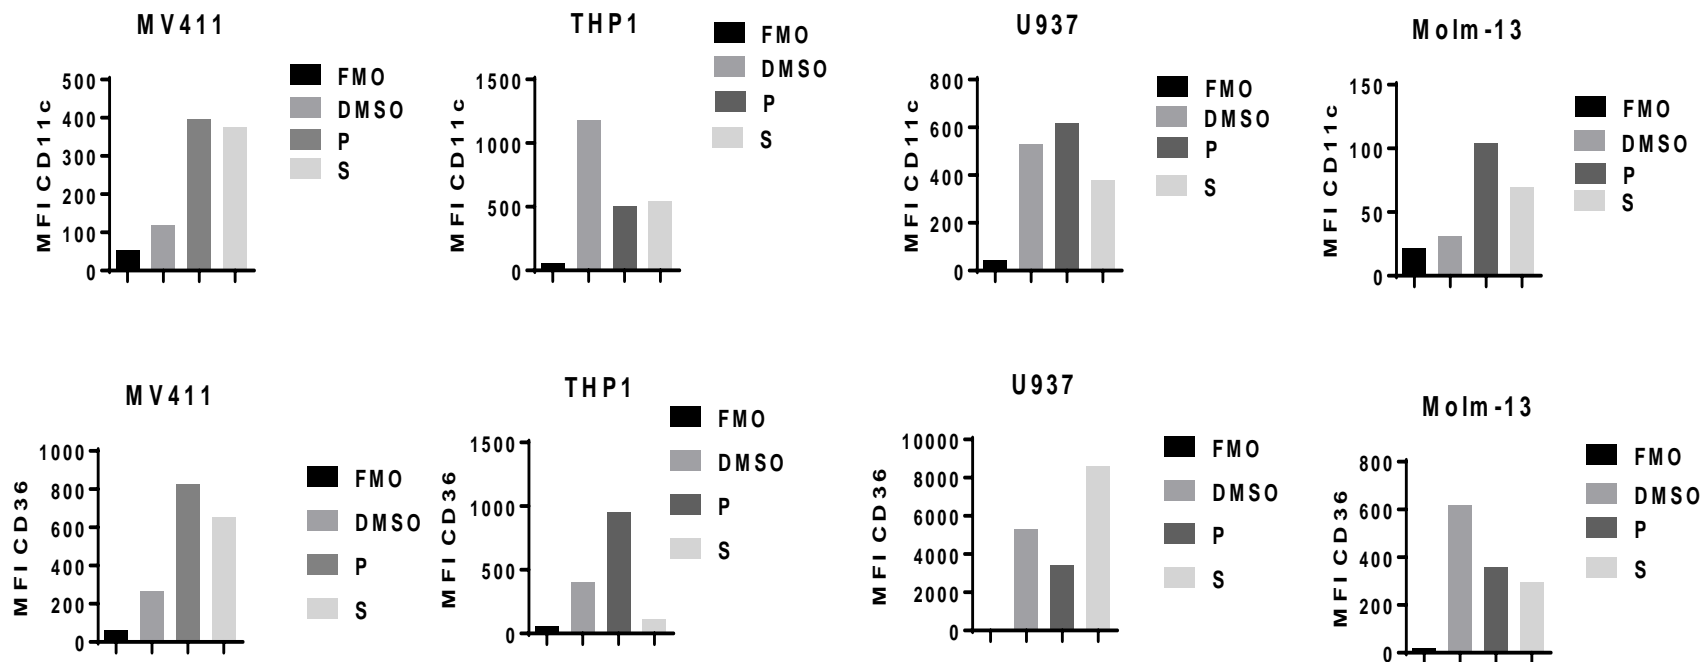 MV411
MFI CD11c
500
400
300
200
100
0
FMO
DMSO
P
S
THP1
MFI CD11c
1500
1000
500
0
FMO
DMSO
P
S
U937
MFI CD11c
800
600
400
200
0
FMO
DMSO
P
S
Molm-13
MFI CD11c
150
100
50
0
FMO
DMSO
P
S
MV411
MFI CD36
1000
800
600
400
200
0
FMO
DMSO
P
S
THP1
MFI CD36
1500
1000
500
0
FMO
DMSO
P
S
U937
MFI CD36
10000
8000
6000
4000
2000
0
FMO
DMSO
P
S
Molm-13
MFI CD36
800
600
400
200
0
FMO
DMSO
P
S